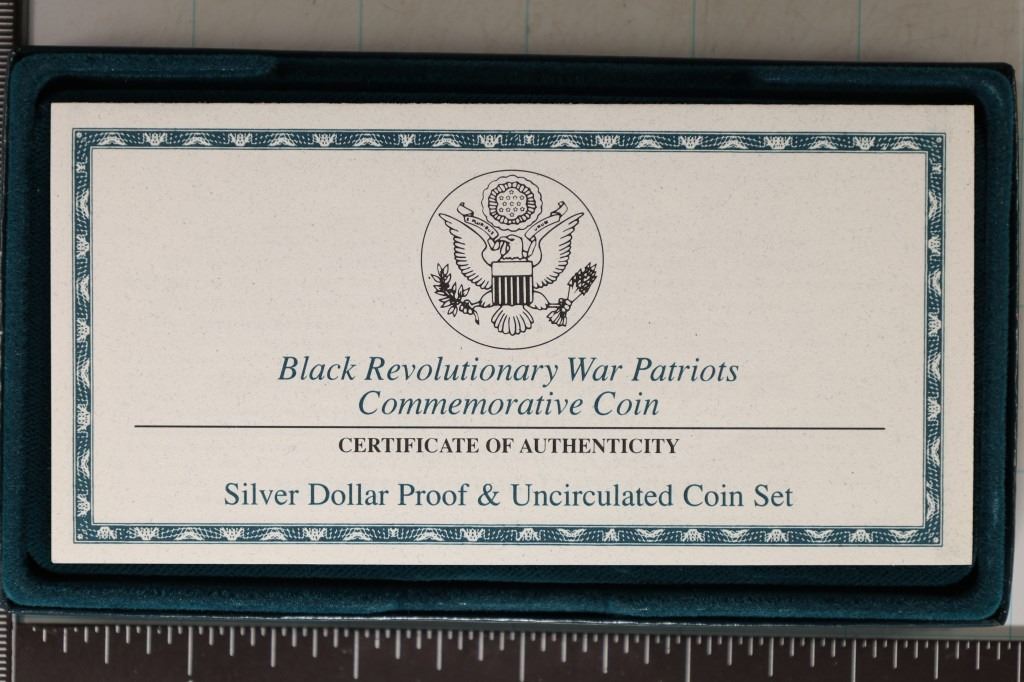 Black Revolutionary War Patriots
Commemorative Coin
CERTIFICATE OF AUTHENTICITY
Silver Dollar Proof & Uncirculated Coin Set